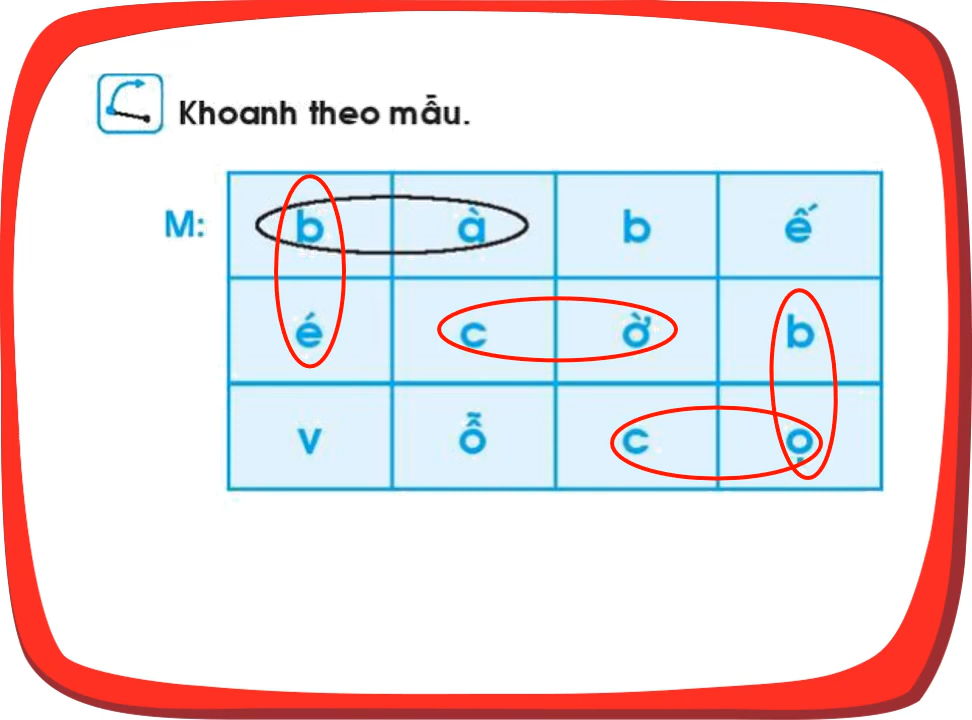 Khoanh theo mẫu.
M: b à b ế
é c ờ b
v ỗ c ọ